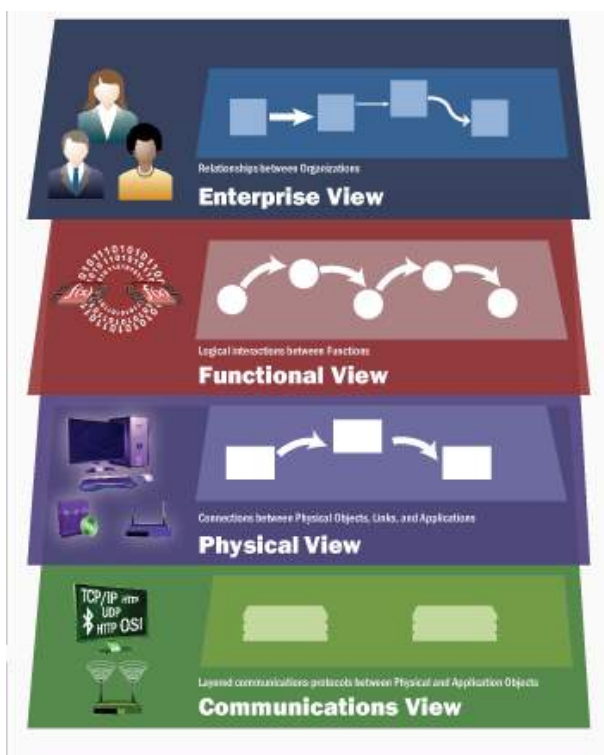 Relationships between Organizations
Enterprise View
f(x)
f(x)
Logical interactions between Functions
Functional View
Connections between Physical Objects, Links, and Applications
Physical View
TCP/IP HTTP
UDP
HTTP OSI
Layered communications protocols between Physical and Application Objects
Communications View